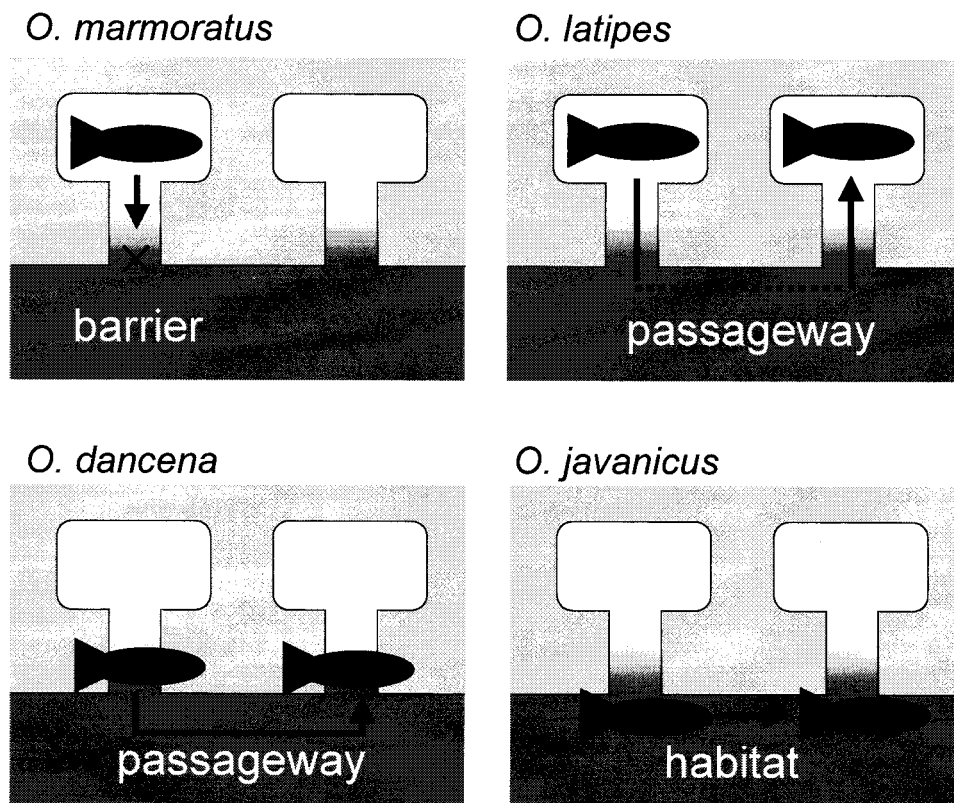 O. marmoratus
O. latipes
barrier
passageway
O. dancena
O. javanicus
passageway
habitat